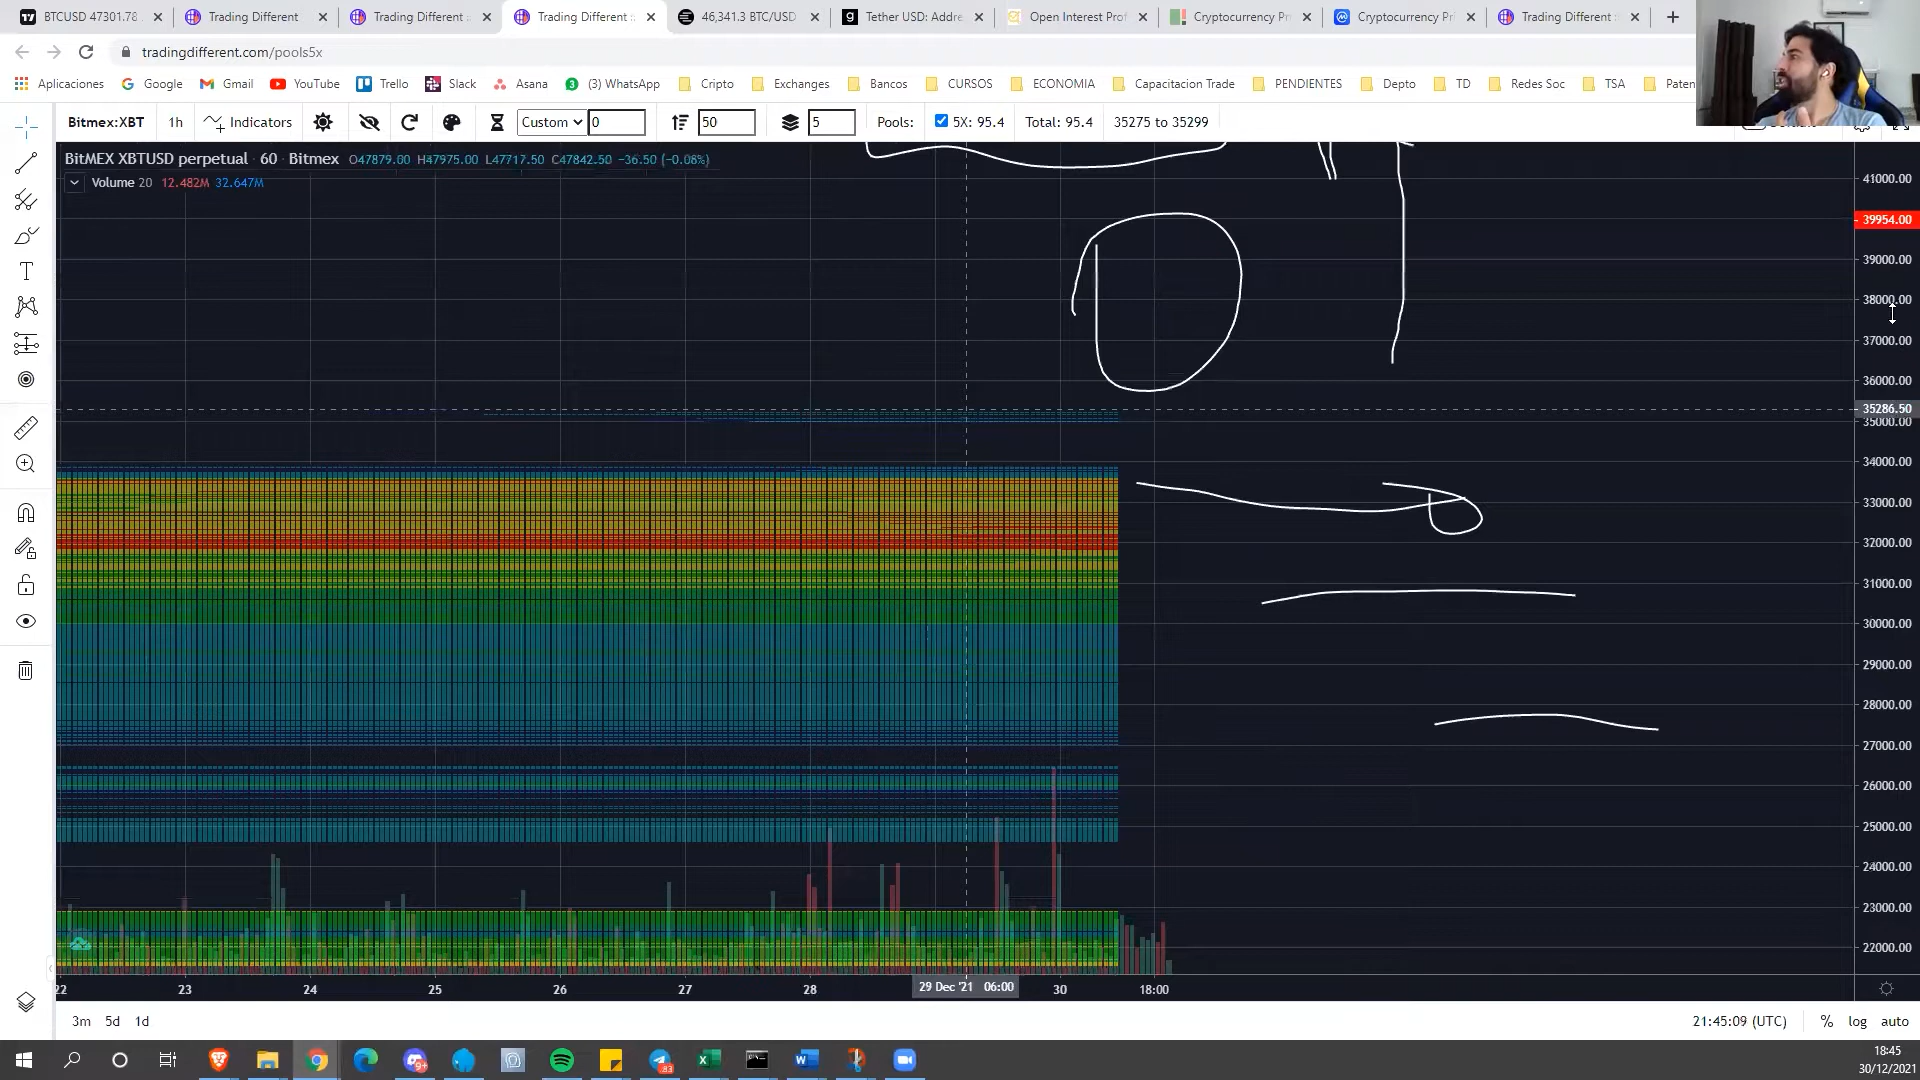 BTCUSD 47301.78
Trading Different
Trading Different :
Trading Different :
46,341.3 BTC/USD
Tether USD: Addre
Open Interest Prof
Cryptocurrency Pr
Cryptocurrency Pri
Trading Different
tradingdifferent.com/pools5x
Aplicaciones
Google
Gmail
YouTube
Trello
Slack
Asana
(3) WhatsApp
Cripto
Exchanges
Bancos
CURSOS
ECONOMIA
Capacitacion Trade
PENDIENTES
Depto
TD
Redes Soc
TSA
Paten
Bitmex:XBT 1h Indicators Custom 0 50 5 Pools: 5X: 95.4 Total: 95.4 35275 to 35299
BitMEX XBTUSD perpetual · 60 · Bitmex O47879.00 H47975.00 L47717.50 C47842.50 −36.50 (−0.08%)
Volume 20 12.482M 32.647M
41000.00
39954.00
39000.00
38000.00
37000.00
36000.00
35286.50
35000.00
34000.00
33000.00
32000.00
31000.00
30000.00
29000.00
28000.00
27000.00
26000.00
25000.00
24000.00
23000.00
22000.00
22 23 24 25 26 27 28 29 Dec '21 06:00 30 18:00
3m 5d 1d 21:45:09 (UTC) % log auto
18:45
30/12/2021